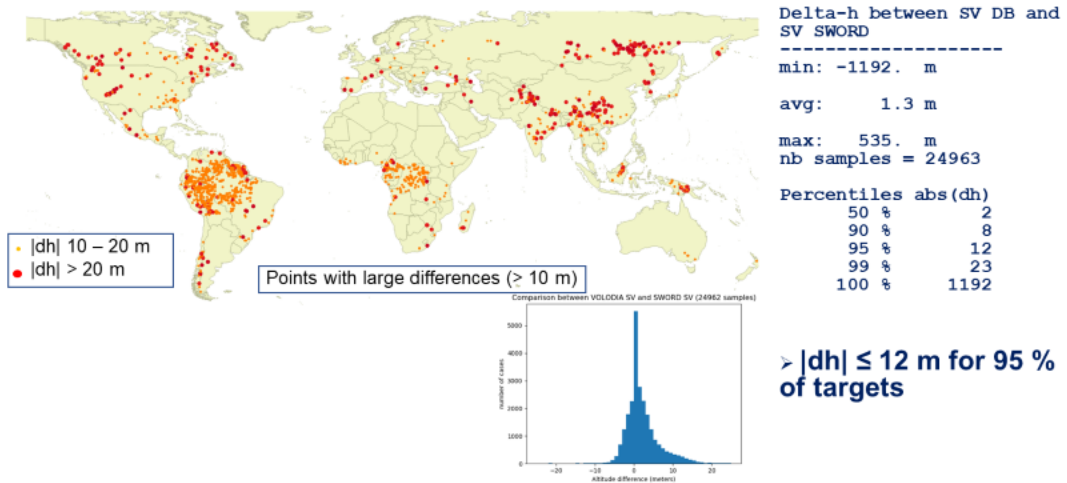 Delta-h between SV DB and
SV SWORD
--------------------
min: -1192. m
avg: 1.3 m
max: 535. m
nb samples = 24963
Percentiles abs(dh)
50 % 2
90 % 8
95 % 12
99 % 23
100 % 1192
|dh| 10 – 20 m
|dh| > 20 m
Points with large differences (> 10 m)
Comparison between VOLODIA SV and SWORD SV (24962 samples)
number of cases
5000
4000
3000
2000
1000
0
−20 −10 0 10 20
Altitude difference (meters)
➢ |dh| ≤ 12 m for 95 %
of targets